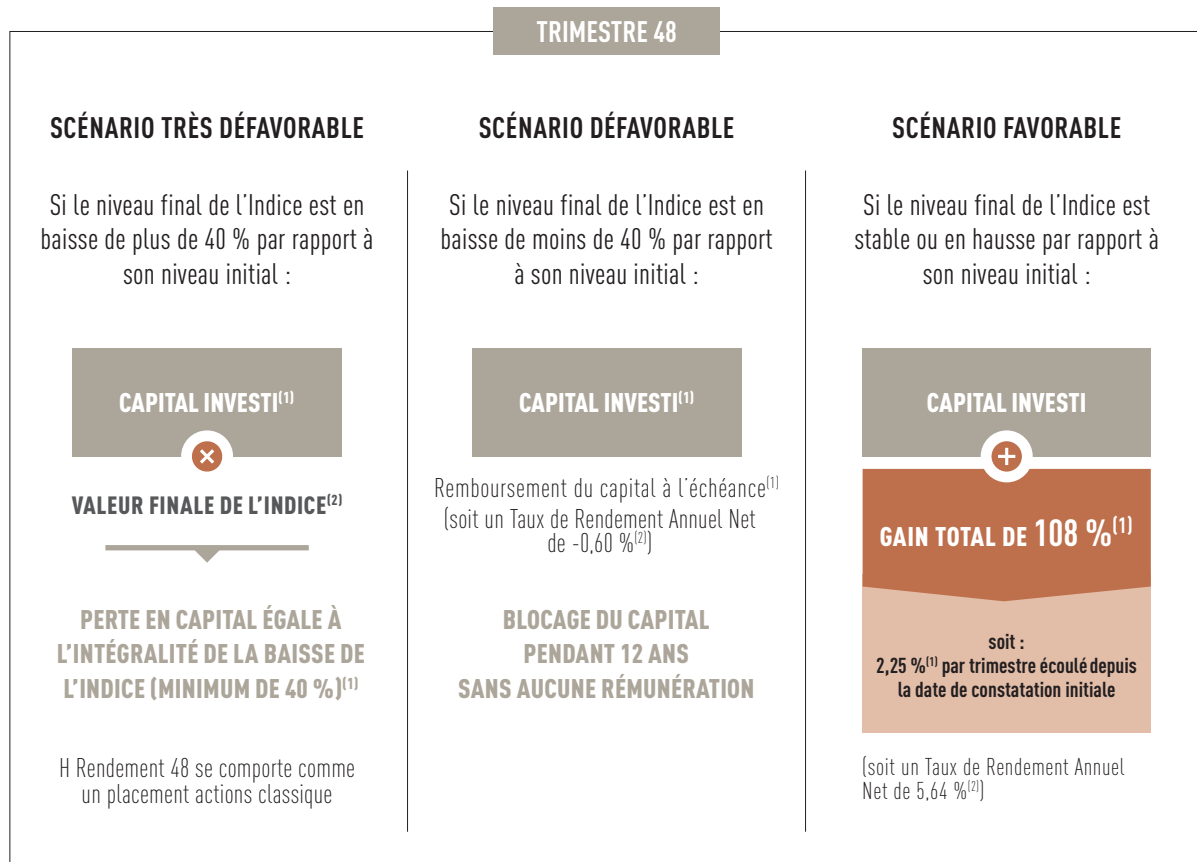 TRIMESTRE 48
SCÉNARIO TRÈS DÉFAVORABLE
Si le niveau final de l’Indice est en
baisse de plus de 40 % par rapport à
son niveau initial :
CAPITAL INVESTI(1)
×
VALEUR FINALE DE L’INDICE(2)
PERTE EN CAPITAL ÉGALE À
L’INTÉGRALITÉ DE LA BAISSE DE
L’INDICE (MINIMUM DE 40 %)(1)
H Rendement 48 se comporte comme
un placement actions classique
SCÉNARIO DÉFAVORABLE
Si le niveau final de l’Indice est en
baisse de moins de 40 % par rapport
à son niveau initial :
CAPITAL INVESTI(1)
Remboursement du capital à l’échéance(1)
(soit un Taux de Rendement Annuel Net
de -0,60 %(2))
BLOCAGE DU CAPITAL
PENDANT 12 ANS
SANS AUCUNE RÉMUNÉRATION
SCÉNARIO FAVORABLE
Si le niveau final de l’Indice est
stable ou en hausse par rapport à
son niveau initial :
CAPITAL INVESTI
+
GAIN TOTAL DE 108 %(1)
soit :
2,25 %(1) par trimestre écoulé depuis
la date de constatation initiale
(soit un Taux de Rendement Annuel
Net de 5,64 %(2))